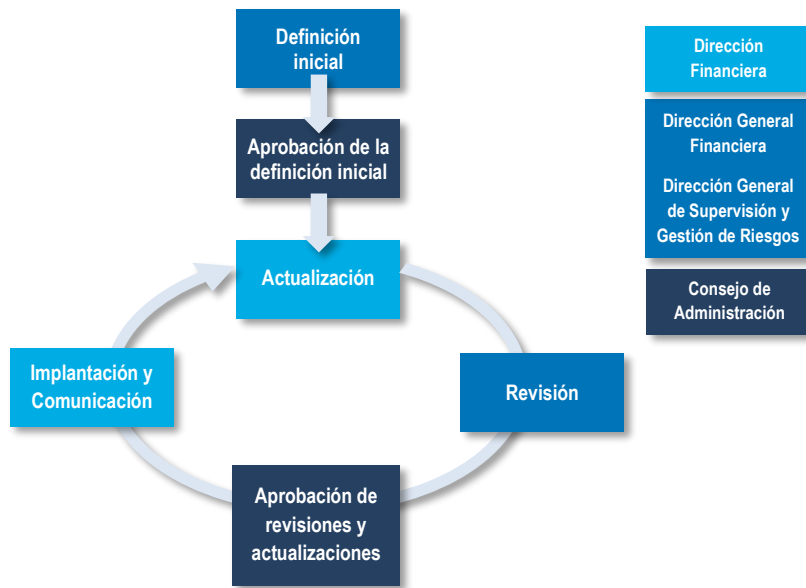 Definición
inicial
Aprobación de la
definición inicial
Actualización
Implantación y
Comunicación
Revisión
Aprobación de
revisiones y
actualizaciones
Dirección
Financiera
Dirección General
Financiera
Dirección General
de Supervisión y
Gestión de Riesgos
Consejo de
Administración